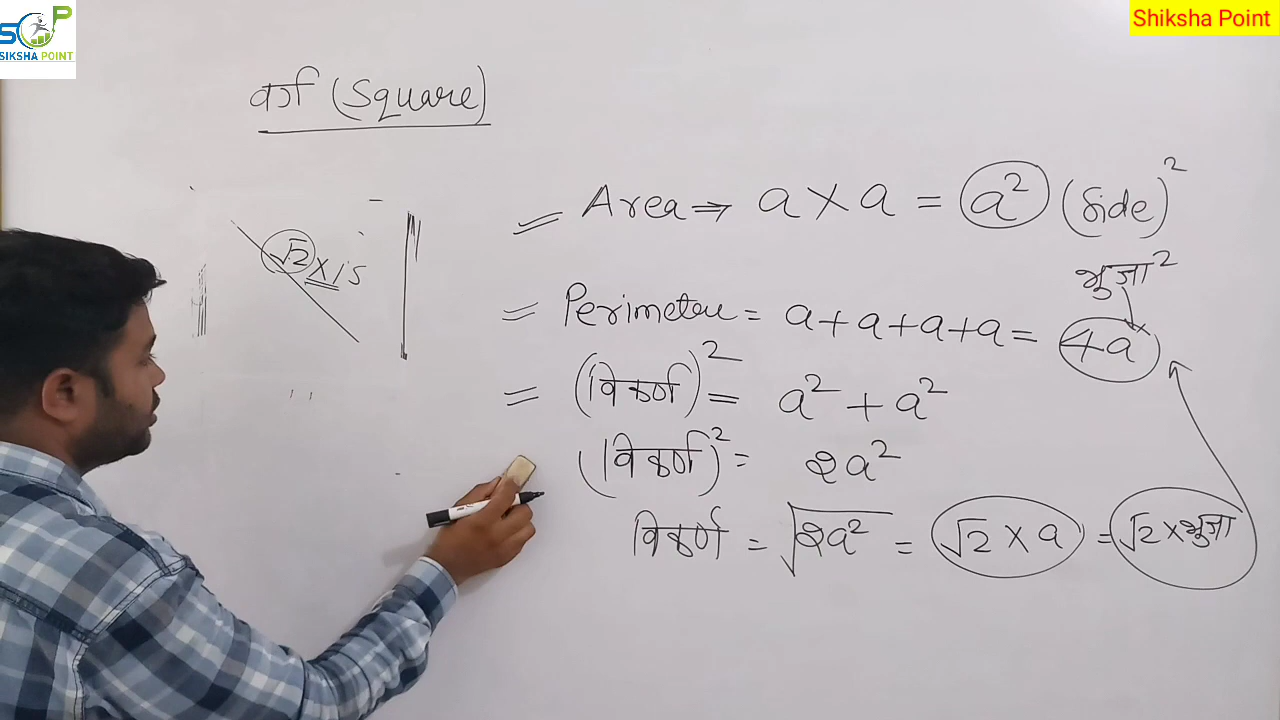 SP
SIKSHA POINT
Shiksha Point
वर्ग (Square)
= Area ⇒ a × a = a² (Side)²
भुजा²
√2 × 15
= Perimeter = a + a + a + a = 4a
= (विकर्ण)² = a² + a²
(विकर्ण)² = 2a²
विकर्ण = √2a² = √2 × a = √2 × भुजा